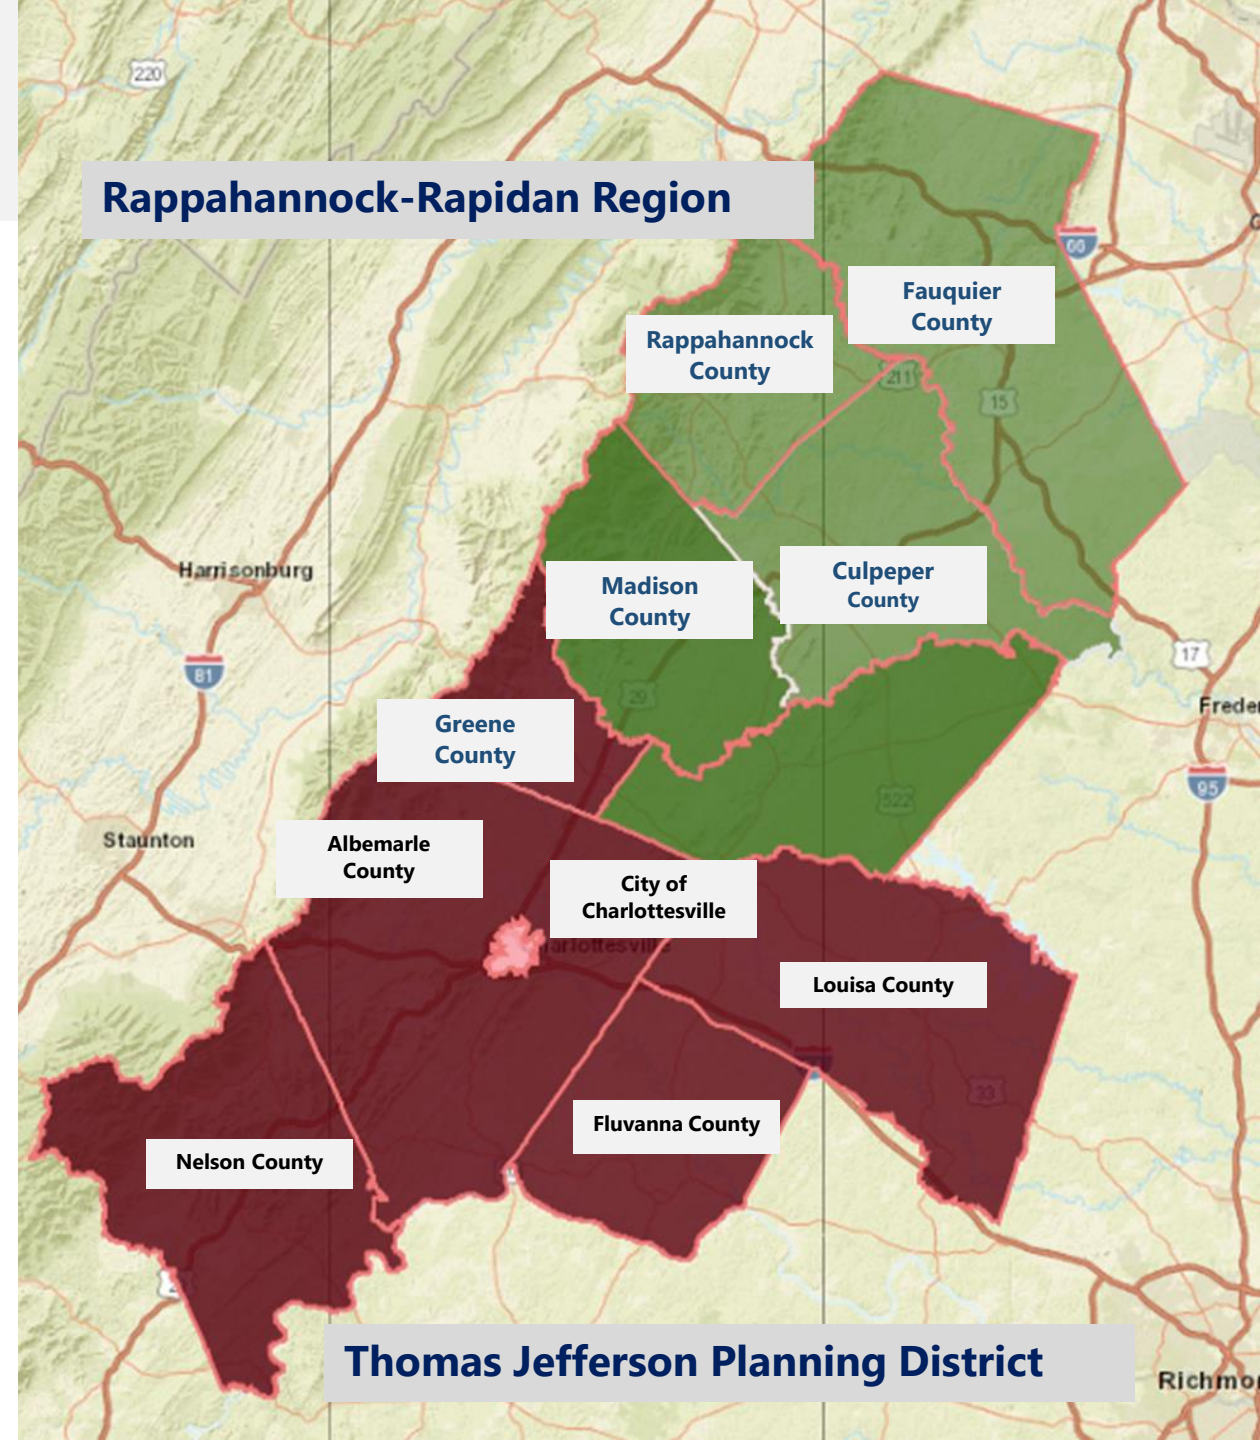 220
Rappahannock-Rapidan Region
66
Fauquier
County
Rappahannock
County
211
15
Harrisonburg
Madison
County
Culpeper
County
17
81
29
Greene
County
95
522
Staunton
Albemarle
County
City of
Charlottesville
Louisa County
33
Fluvanna County
Nelson County
Thomas Jefferson Planning District